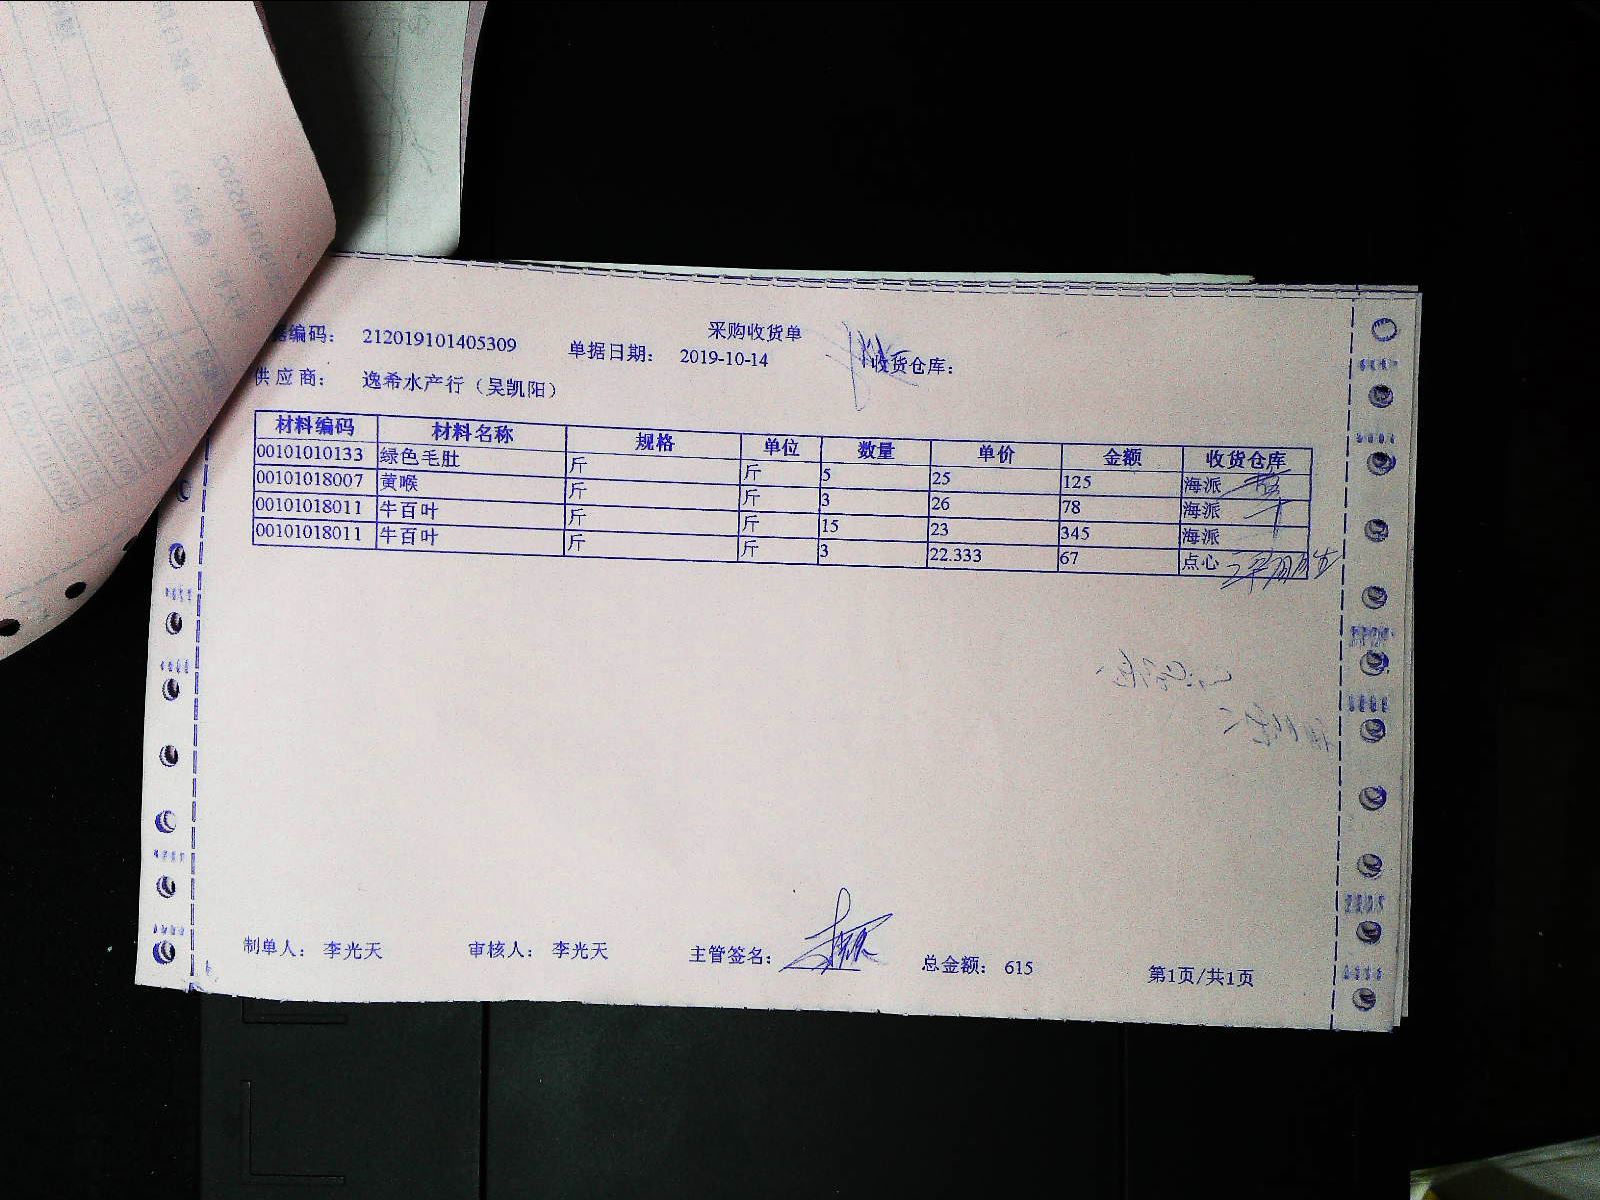 采购收货单
据编码： 212019101405309 单据日期： 2019-10-14 收货仓库：
供应商： 逸希水产行（吴凯阳）
材料编码 材料名称 规格 单位 数量 单价 金额 收货仓库
00101010133 绿色毛肚 斤 斤 5 25 125 海派
00101018007 黄喉 斤 斤 3 26 78 海派
00101018011 牛百叶 斤 斤 15 23 345 海派
00101018011 牛百叶 斤 斤 3 22.333 67 点心
制单人： 李光天 审核人： 李光天 主管签名： 总金额： 615 第1页/共1页